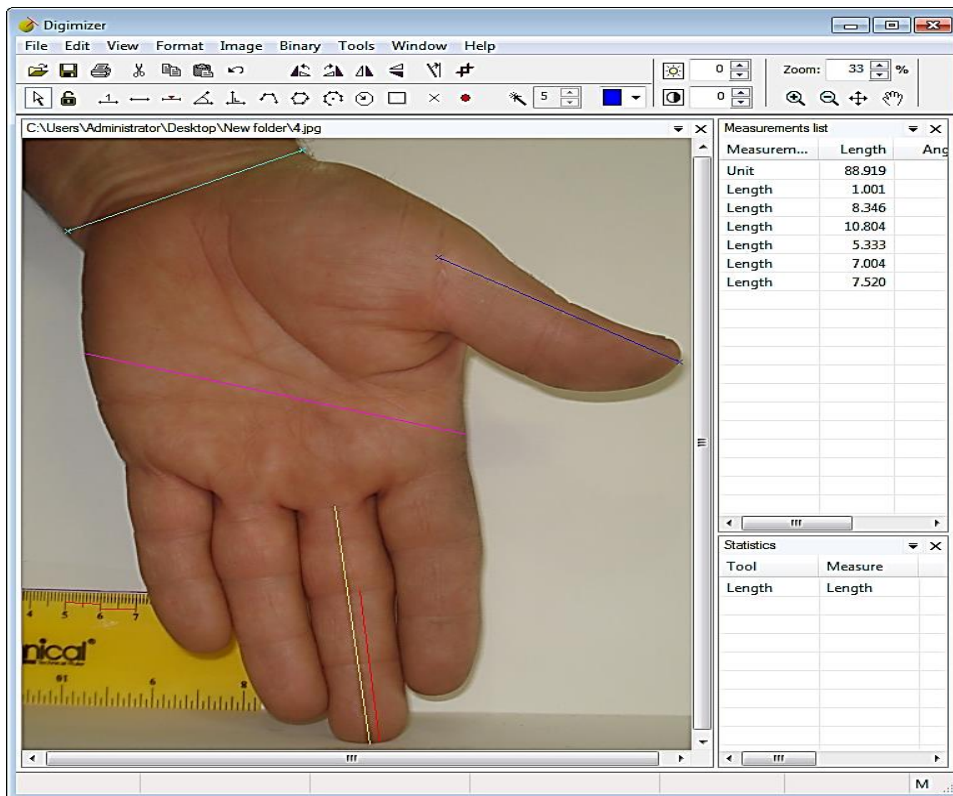 Digimizer
File Edit View Format Image Binary Tools Window Help
0 Zoom: 33 %
1 5 0
C:\Users\Administrator\Desktop\New folder\4.jpg
Measurements list
Measurem... Length Ang
Unit 88.919
Length 1.001
Length 8.346
Length 10.804
Length 5.333
Length 7.004
Length 7.520
4 5 6 7
nical®
10 9 8
Statistics
Tool Measure
Length Length
M